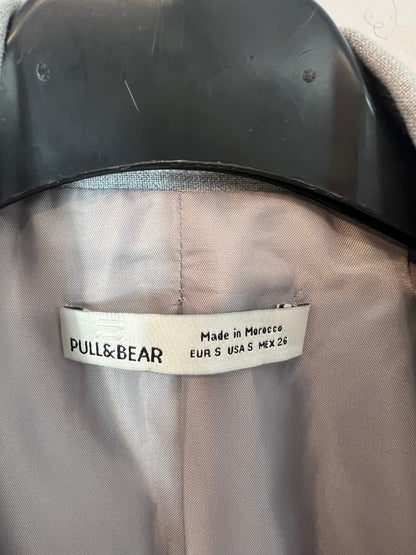 PULL&BEAR
Made in Morocco
EUR S USA S MEX 26